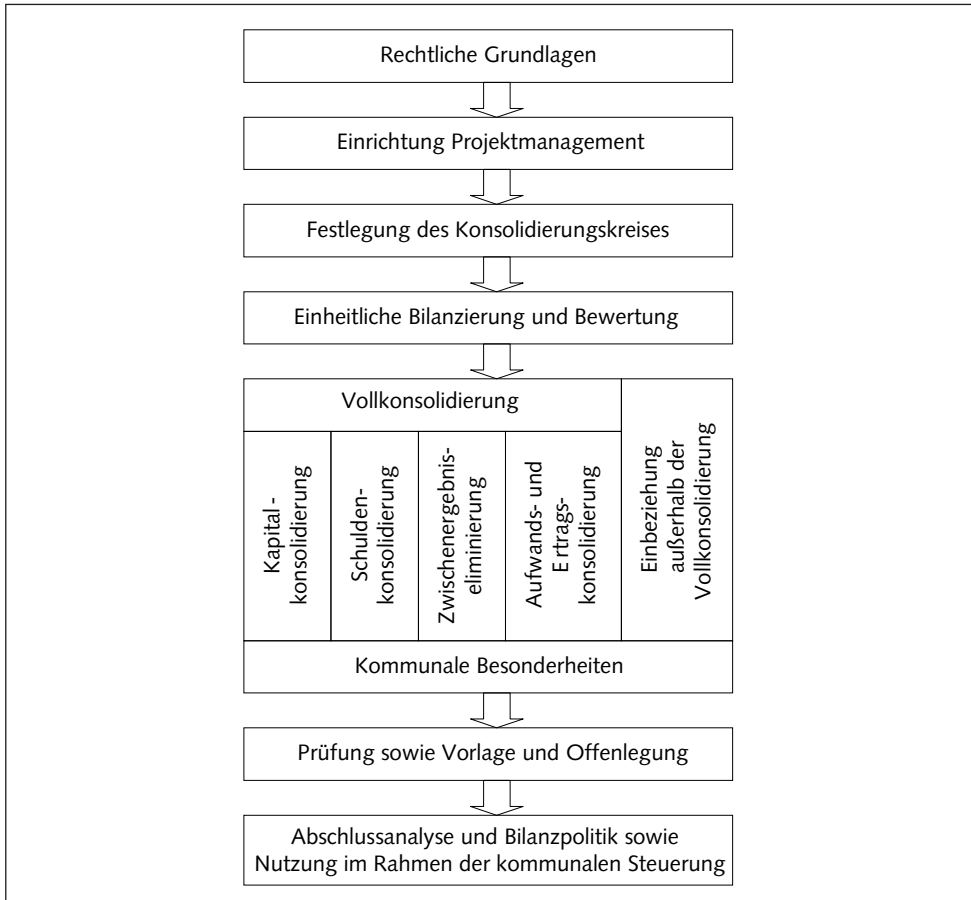 Rechtliche Grundlagen
Einrichtung Projektmanagement
Festlegung des Konsolidierungskreises
Einheitliche Bilanzierung und Bewertung
Vollkonsolidierung
Kapital-
konsolidierung
Schulden-
konsolidierung
Zwischenergebnis-
eliminierung
Aufwands- und
Ertrags-
konsolidierung
Einbeziehung
außerhalb der
Vollkonsolidierung
Kommunale Besonderheiten
Prüfung sowie Vorlage und Offenlegung
Abschlussanalyse und Bilanzpolitik sowie
Nutzung im Rahmen der kommunalen Steuerung